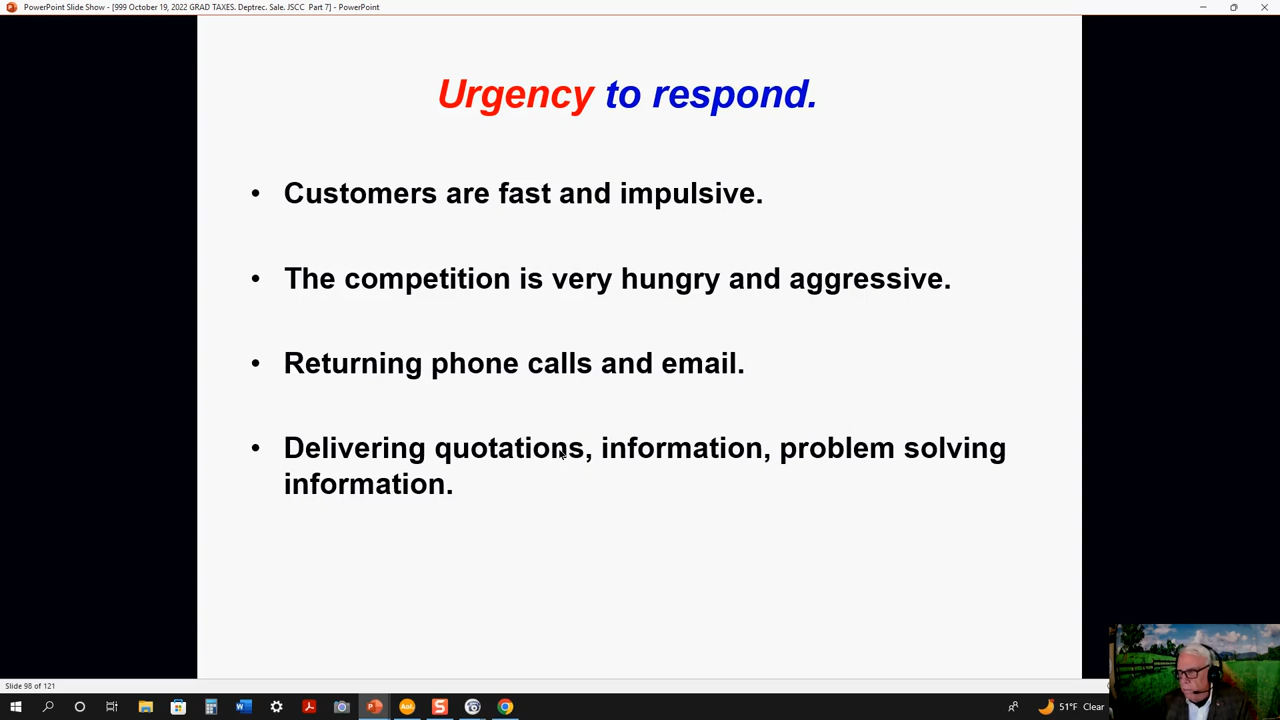 PowerPoint Slide Show - [999 October 19, 2022 GRAD TAXES. Deptrec. Sale. JSCC Part 7] - PowerPoint
Urgency to respond.
• Customers are fast and impulsive.
• The competition is very hungry and aggressive.
• Returning phone calls and email.
• Delivering quotations, information, problem solving
information.
Slide 98 of 121
51°F Clear